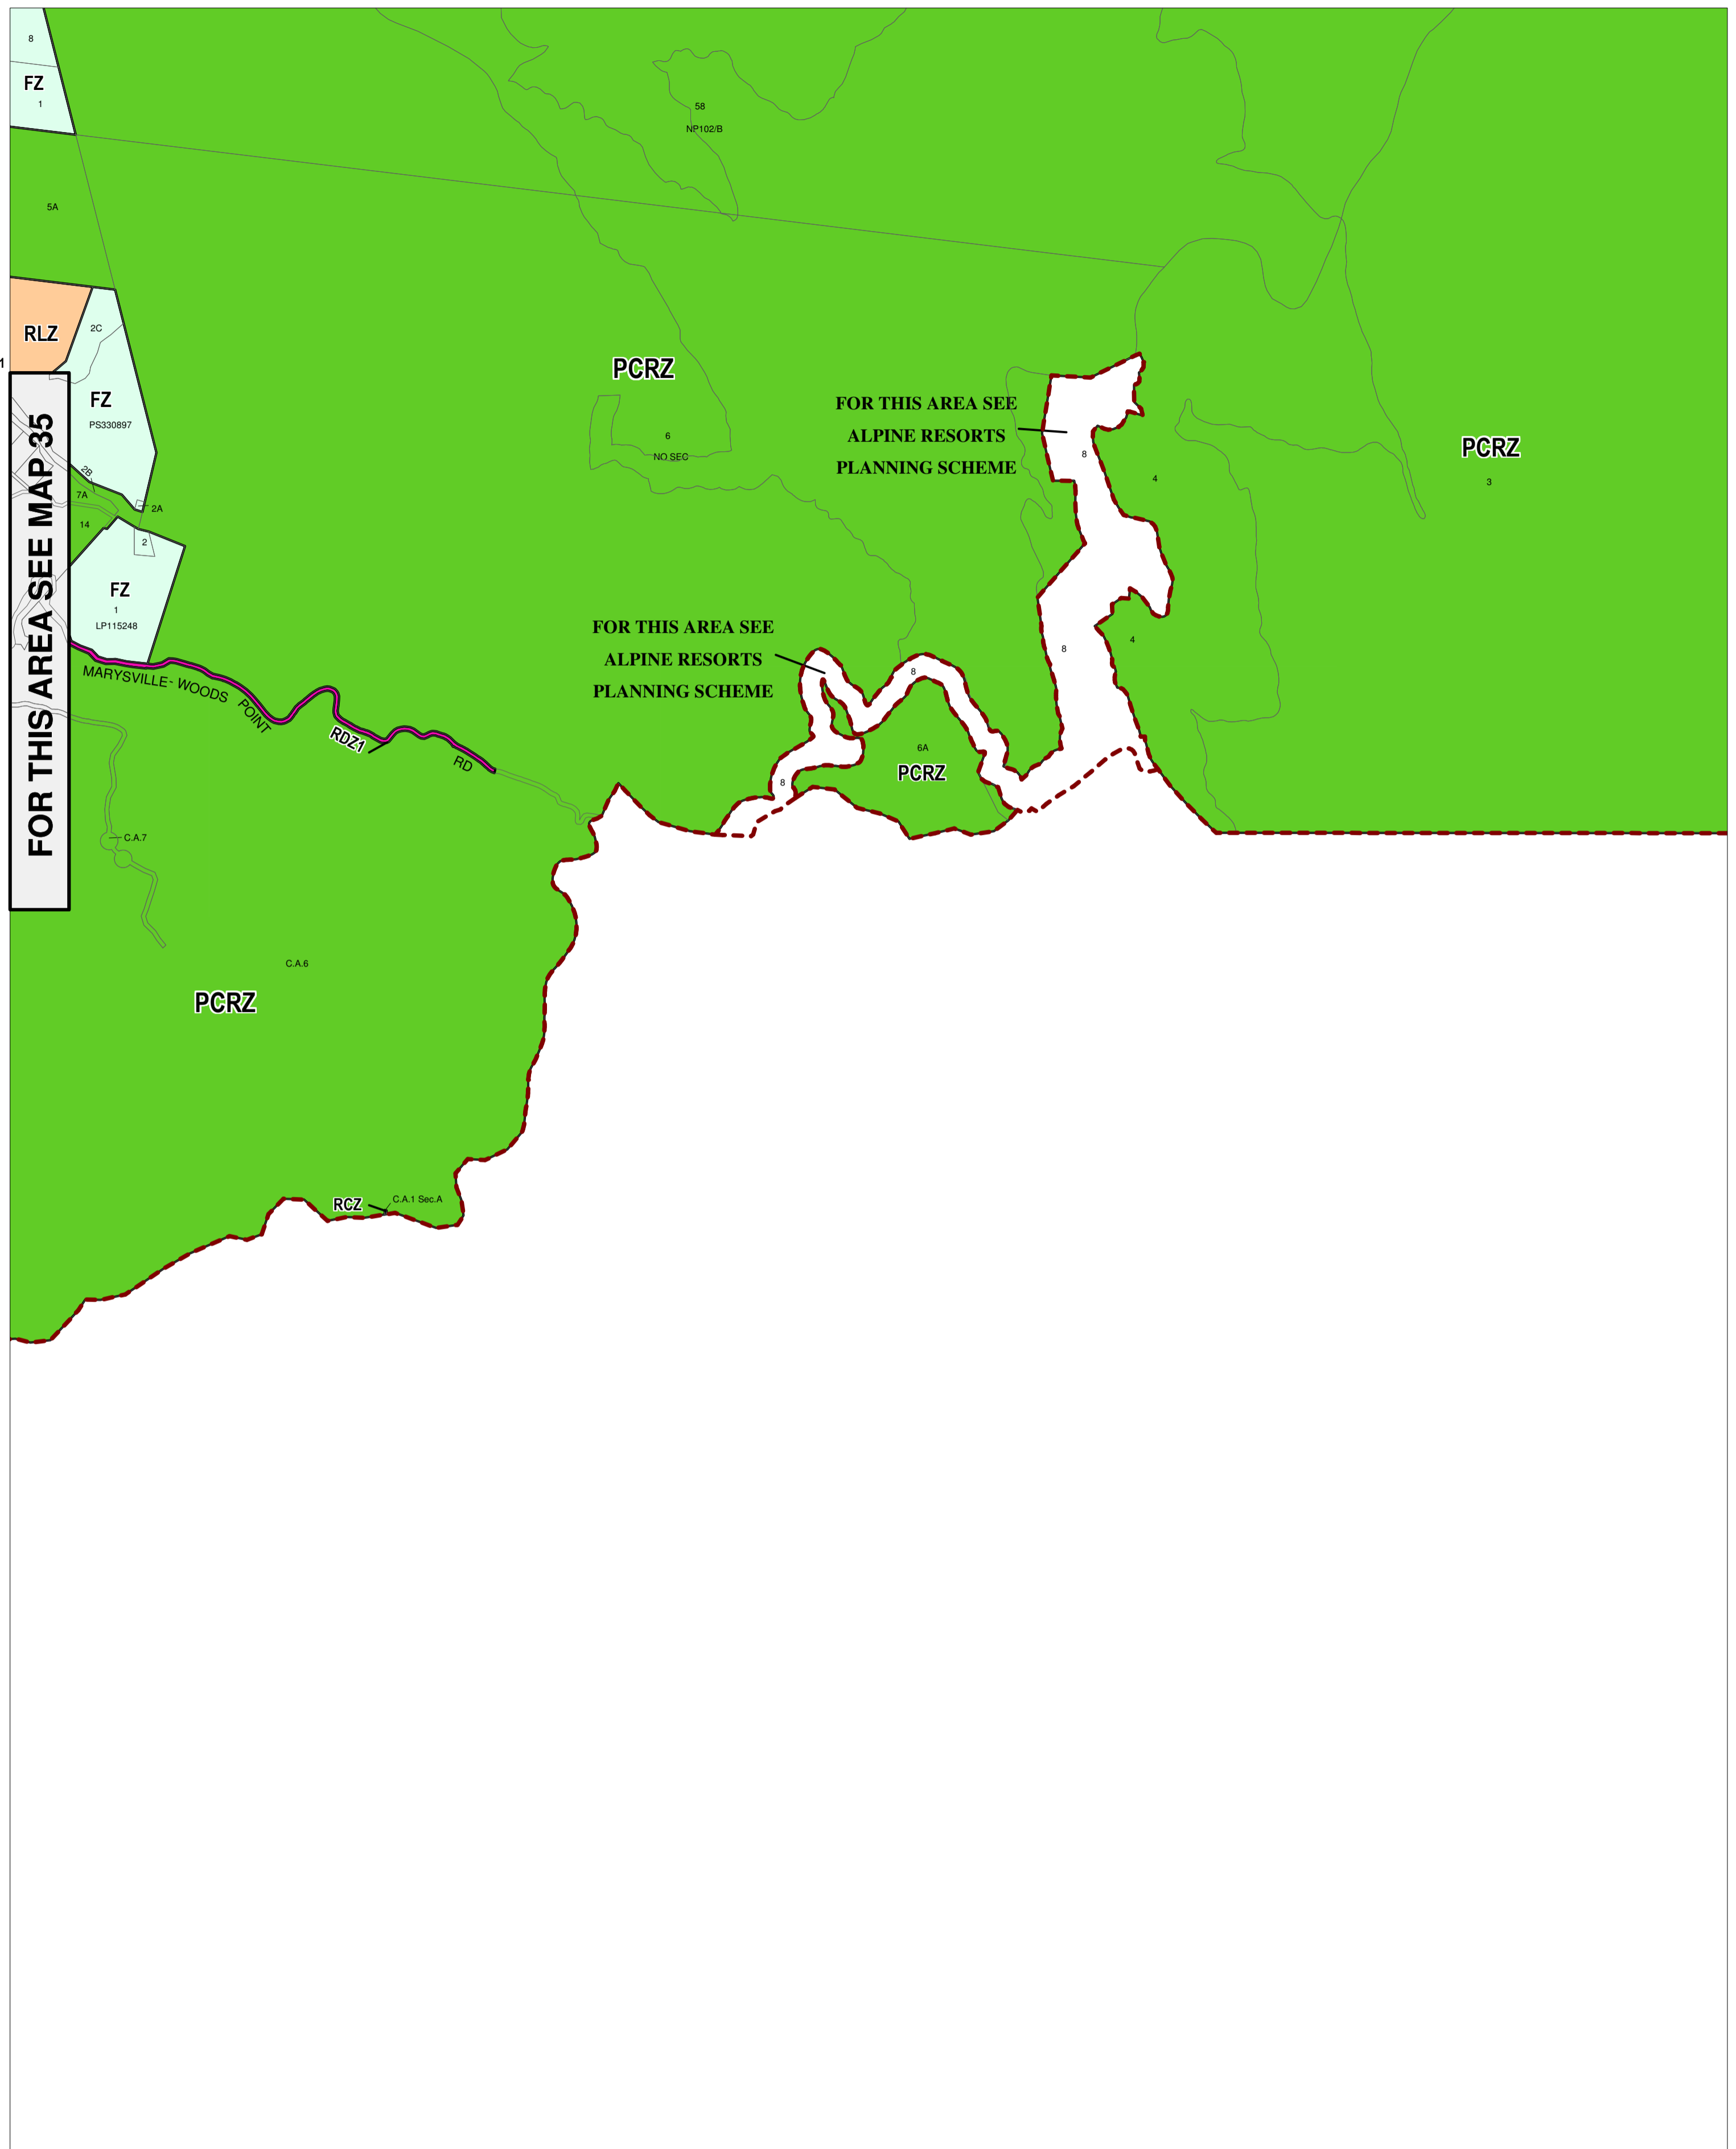 8
FZ
1
58
NP102/B
5A
RLZ
2C
1
PCRZ
FZ
PS330897
FOR THIS AREA SEE
ALPINE RESORTS
PLANNING SCHEME
6
NO SEC
8
4
PCRZ
3
2B
7A
2A
14
2
FOR THIS AREA SEE MAP 35
FZ
1
LP115248
FOR THIS AREA SEE
ALPINE RESORTS
PLANNING SCHEME
8
4
8
MARYSVILLE - WOODS POINT RD
RDZ1
6A
PCRZ
8
C.A.7
C.A.6
PCRZ
RCZ
C.A.1 Sec.A